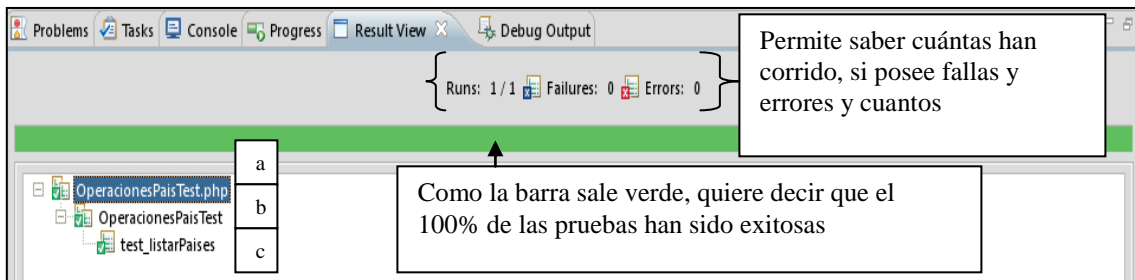 Problems Tasks Console Progress Result View Debug Output
Runs: 1 / 1 Failures: 0 Errors: 0
Permite saber cuántas han
corrido, si posee fallas y
errores y cuantos
a
OperacionesPaisTest.php
b
OperacionesPaisTest
c
test_listarPaises
Como la barra sale verde, quiere decir que el
100% de las pruebas han sido exitosas